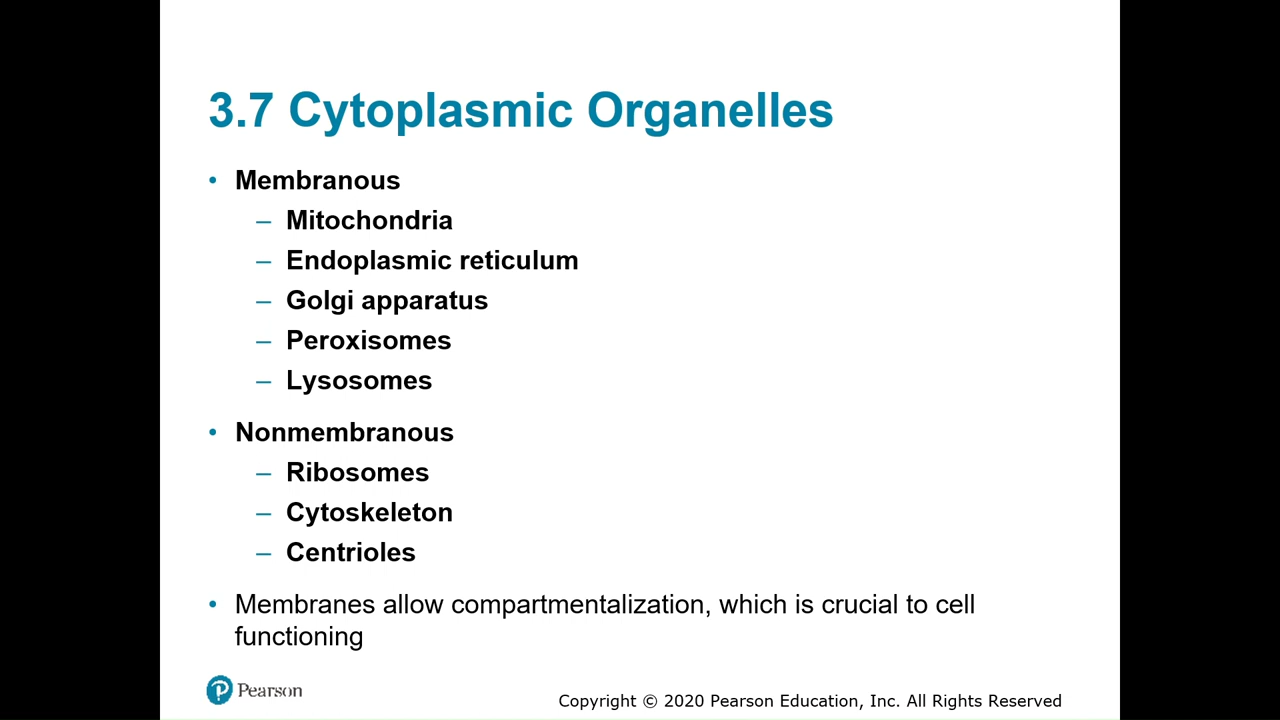 3.7 Cytoplasmic Organelles
• Membranous
– Mitochondria
– Endoplasmic reticulum
– Golgi apparatus
– Peroxisomes
– Lysosomes
• Nonmembranous
– Ribosomes
– Cytoskeleton
– Centrioles
• Membranes allow compartmentalization, which is crucial to cell
functioning
P Pearson
Copyright © 2020 Pearson Education, Inc. All Rights Reserved